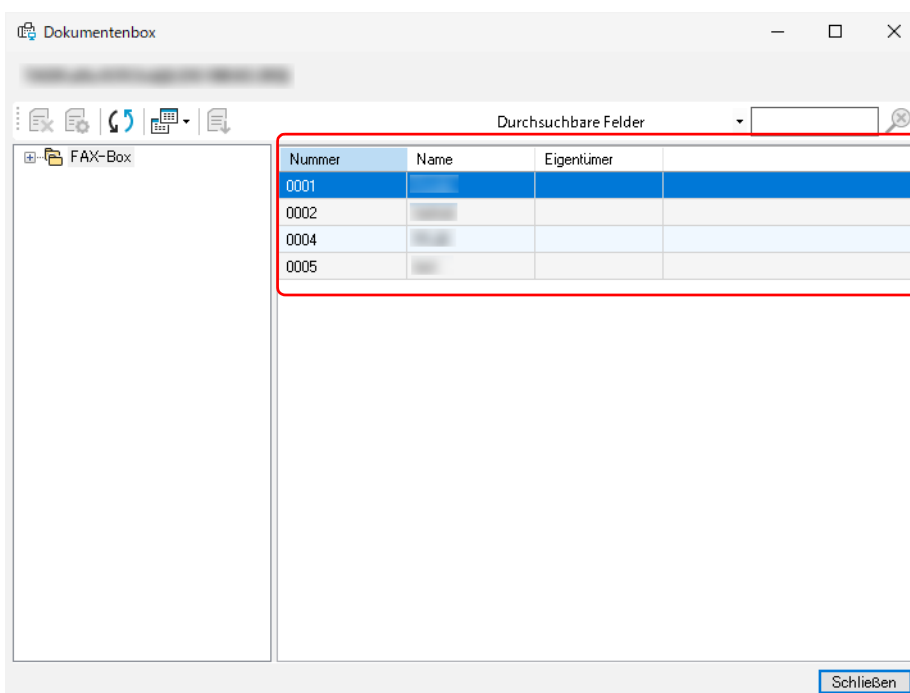 Dokumentenbox
Durchsuchbare Felder
FAX-Box
Nummer Name Eigentümer
0001
0002
0004
0005
Schließen